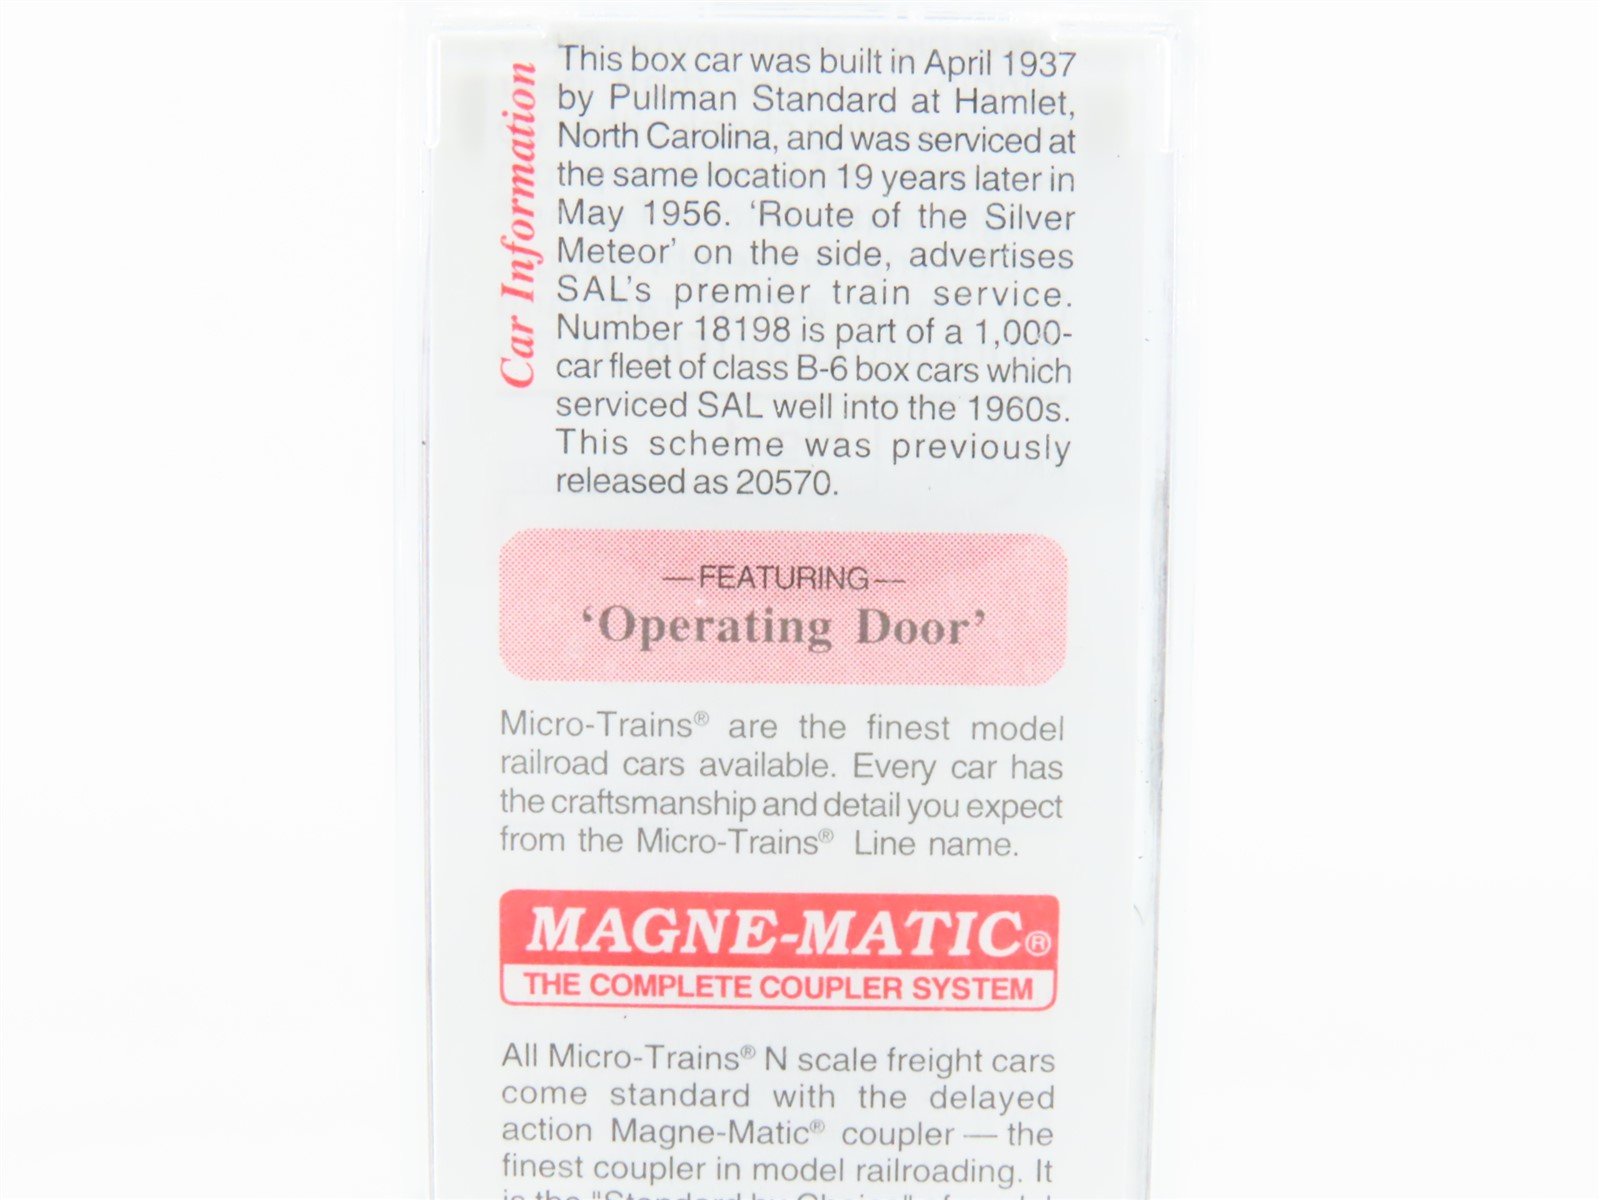 Car Information
This box car was built in April 1937
by Pullman Standard at Hamlet,
North Carolina, and was serviced at
the same location 19 years later in
May 1956. ‘Route of the Silver
Meteor’ on the side, advertises
SAL’s premier train service.
Number 18198 is part of a 1,000-
car fleet of class B-6 box cars which
serviced SAL well into the 1960s.
This scheme was previously
released as 20570.
—FEATURING—
‘Operating Door’
Micro-Trains® are the finest model
railroad cars available. Every car has
the craftsmanship and detail you expect
from the Micro-Trains® Line name.
MAGNE-MATIC®
THE COMPLETE COUPLER SYSTEM
All Micro-Trains® N scale freight cars
come standard with the delayed
action Magne-Matic® coupler — the
finest coupler in model railroading. It
is the "Standard by Choice" of